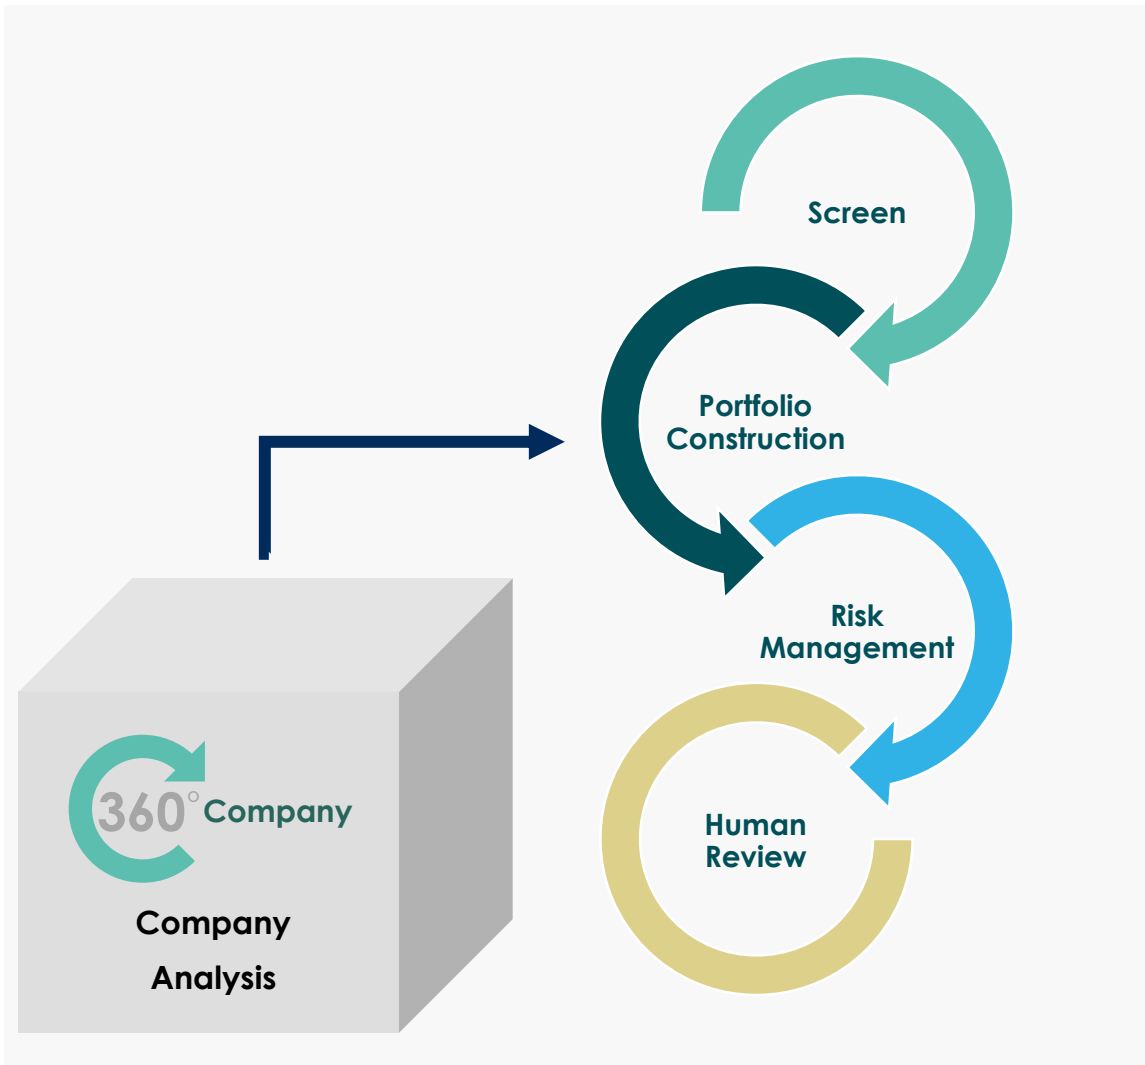 Screen
Portfolio
Construction
Risk
Management
Human
Review
360° Company
Company
Analysis